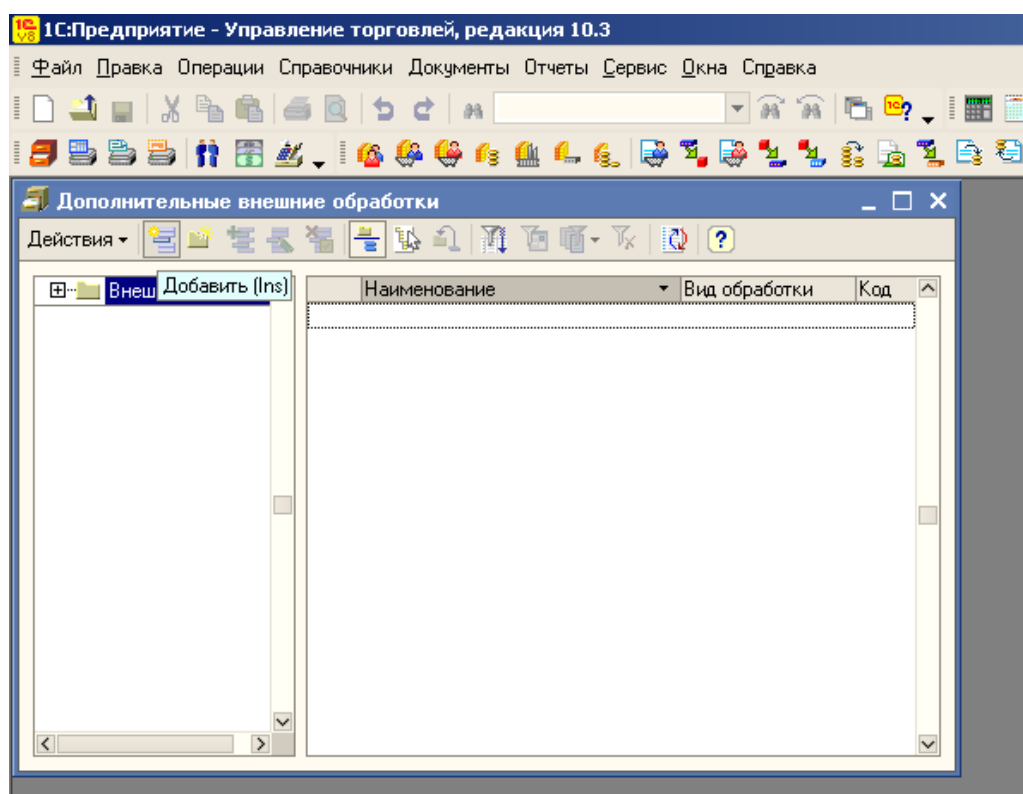 1С:Предприятие - Управление торговлей, редакция 10.3
Файл Правка Операции Справочники Документы Отчеты Сервис Окна Справка
Дополнительные внешние обработки
Действия
Внеш Добавить (Ins)
Наименование Вид обработки Код